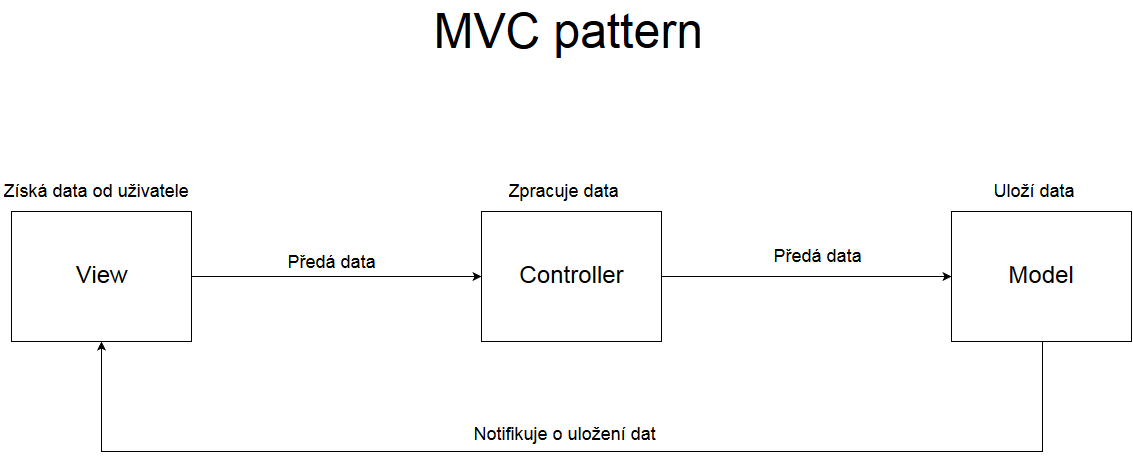 MVC pattern
Získá data od uživatele
Zpracuje data
Uloží data
View
Předá data
Controller
Předá data
Model
Notifikuje o uložení dat